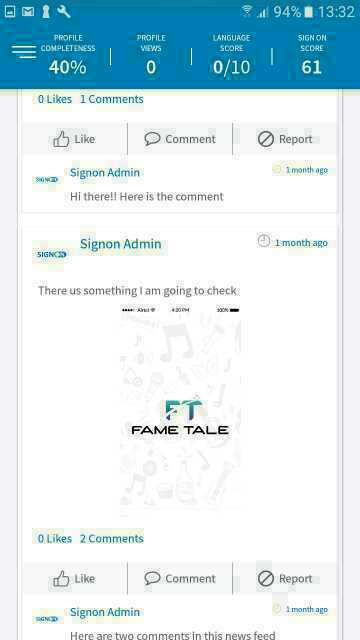 94% 13:32
PROFILE COMPLETENESS
40%
PROFILE VIEWS
0
LANGUAGE SCORE
0/10
SIGN ON SCORE
61
0 Likes 1 Comments
Like Comment Report
SIGNON Signon Admin 1 month ago
Hi there!! Here is the comment
SIGNON Signon Admin 1 month ago
There us something I am going to check
Airtel 4:20 PM 100%
FT
FAME TALE
0 Likes 2 Comments
Like Comment Report
SIGNON Signon Admin 1 month ago
Here are two comments in this news feed